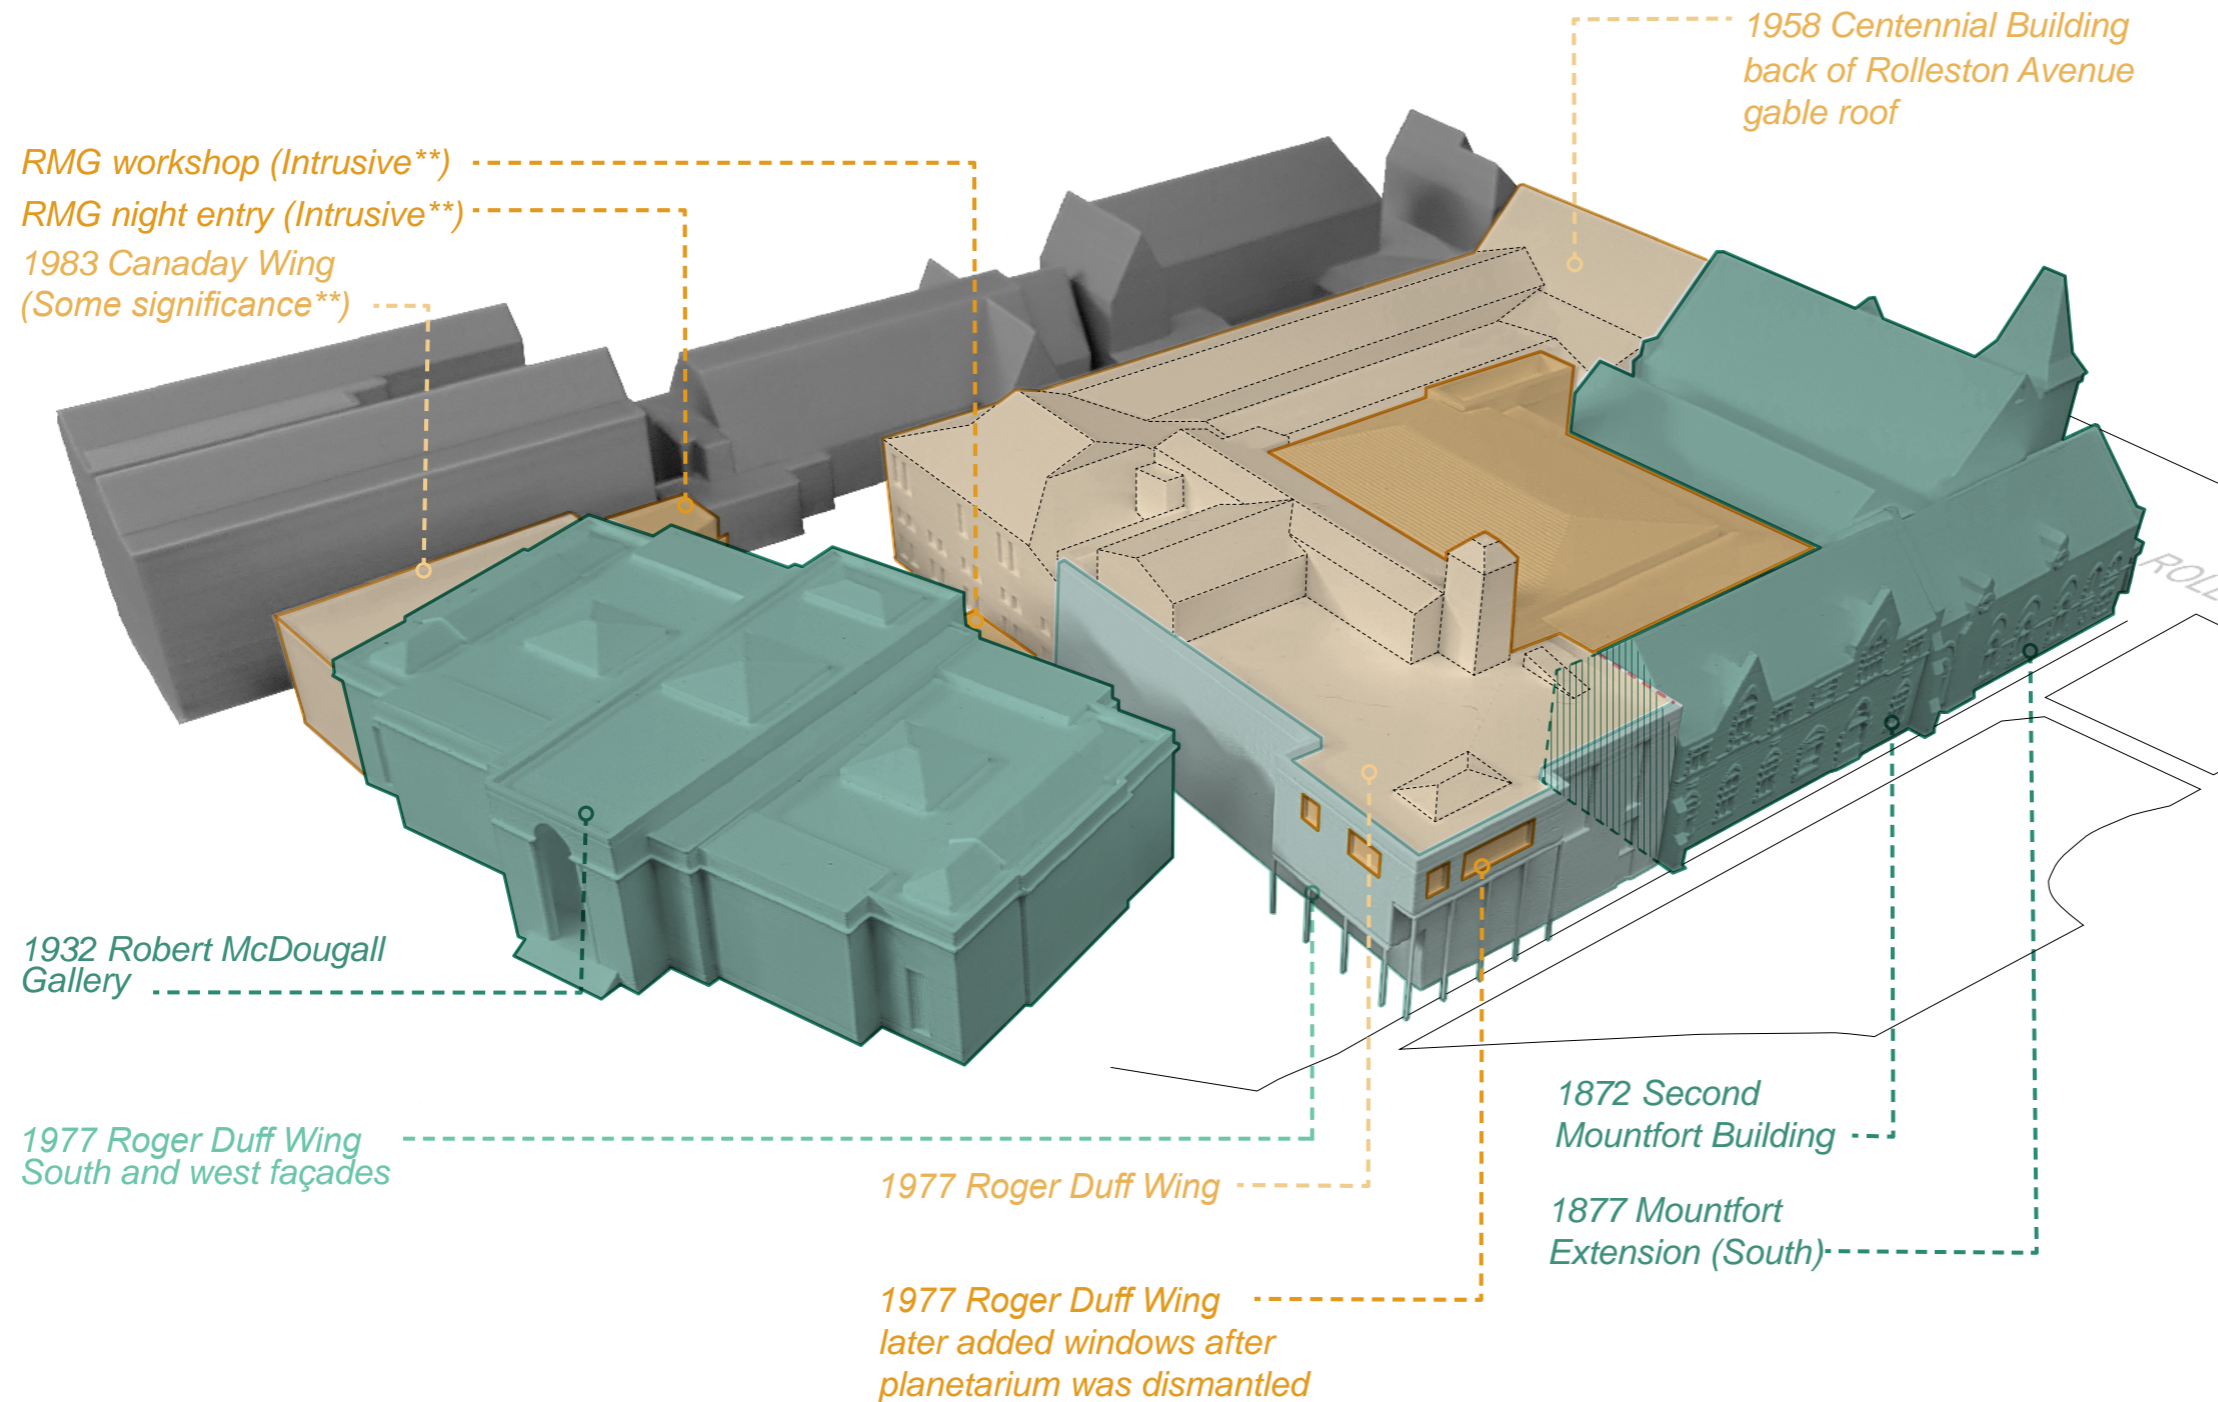 1958 Centennial Building
back of Rolleston Avenue
gable roof
RMG workshop (Intrusive**)
RMG night entry (Intrusive**)
1983 Canaday Wing
(Some significance**)
ROLL
1932 Robert McDougall
Gallery
1977 Roger Duff Wing
South and west façades
1977 Roger Duff Wing
1872 Second
Mountfort Building
1877 Mountfort
Extension (South)
1977 Roger Duff Wing
later added windows after
planetarium was dismantled